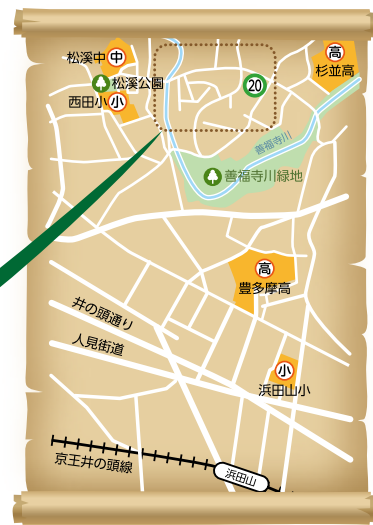 松溪中 中
高
杉並高
松溪公園
20
西田小 小
善福寺川
善福寺川緑地
高
豊多摩高
井の頭通り
人見街道
小
浜田山小
京王井の頭線
浜田山